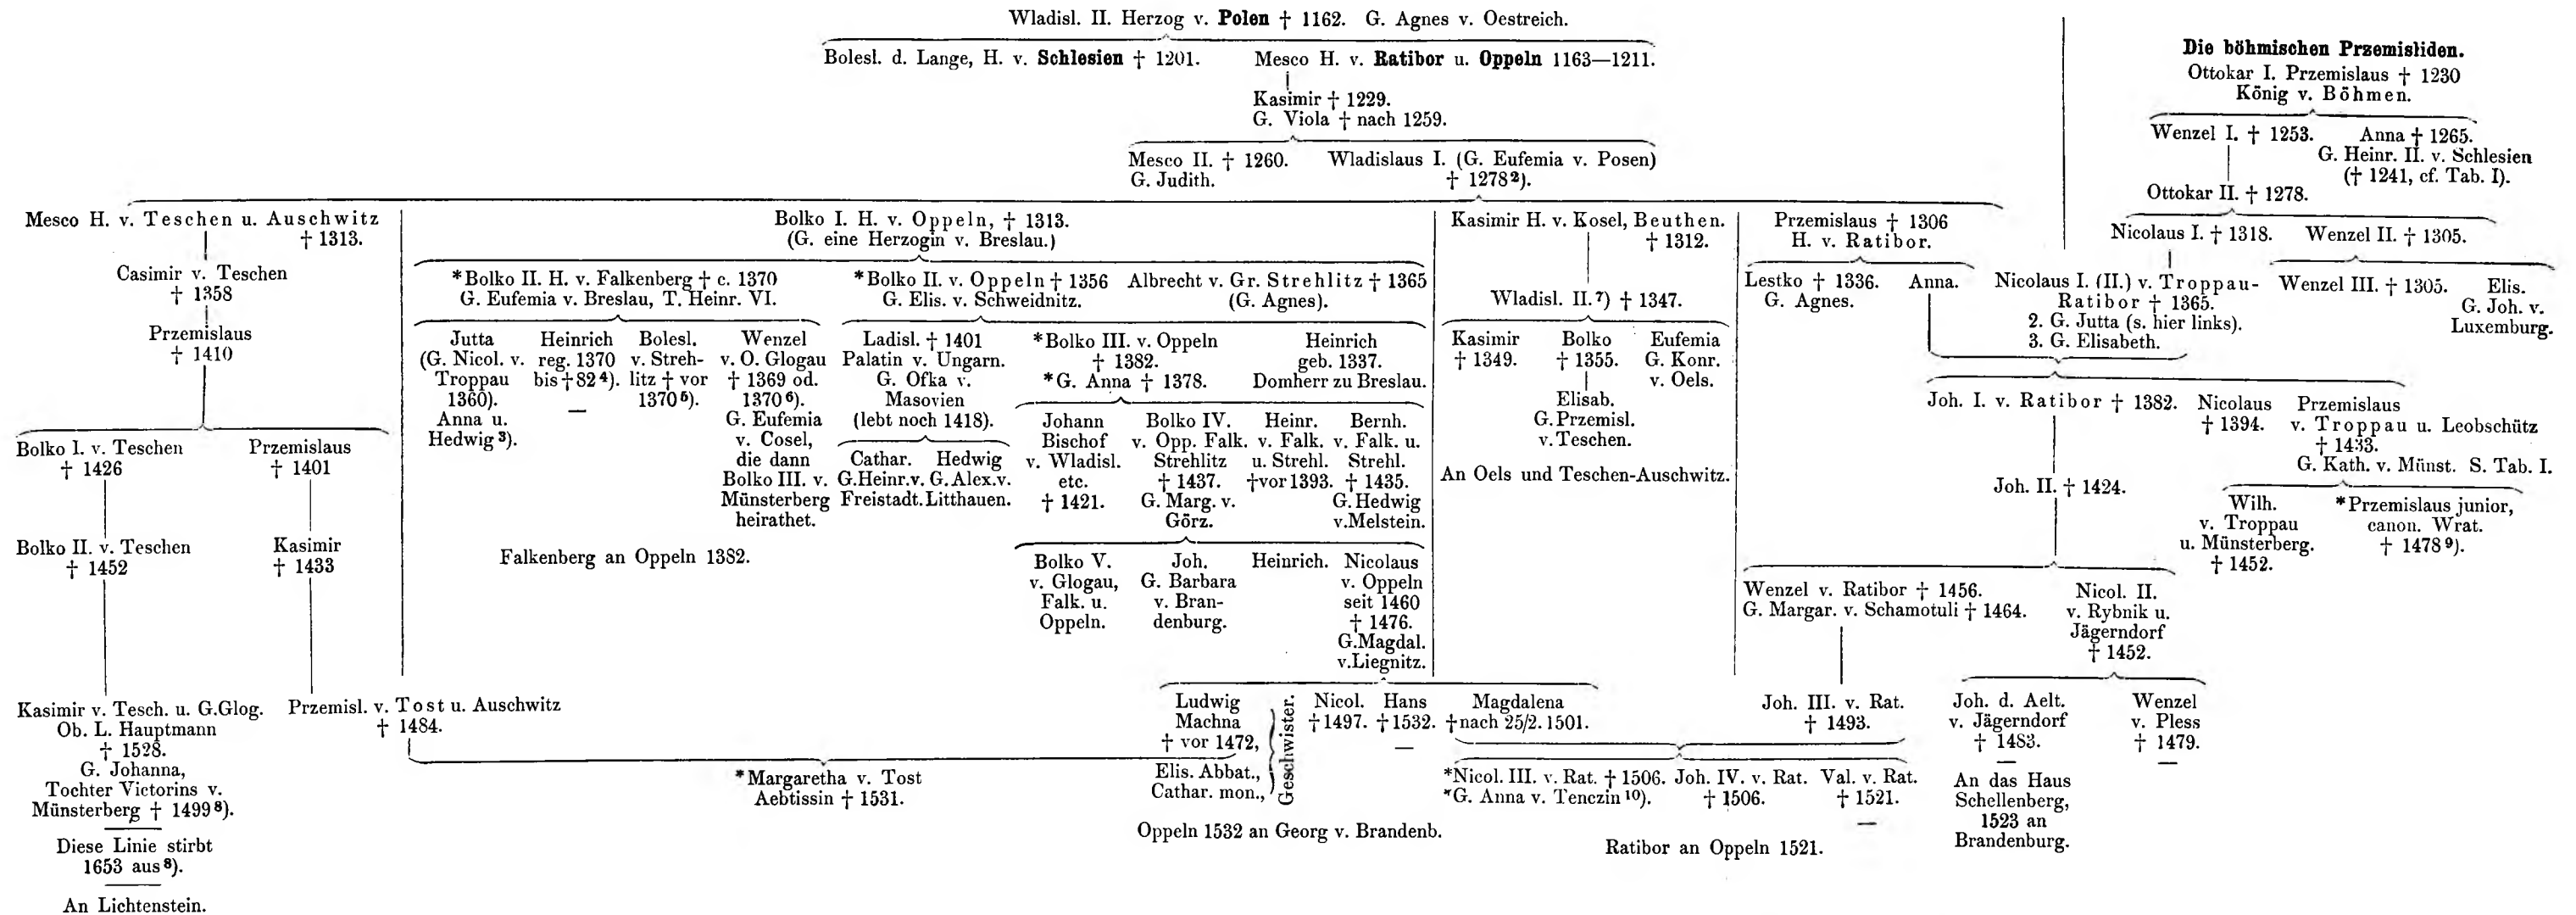 Wladisl. II. Herzog v. Polen † 1162. G. Agnes v. Oestreich.
Bolesl. d. Lange, H. v. Schlesien † 1201.
Mesco H. v. Ratibor u. Oppeln 1163—1211.
Kasimir † 1229.
G. Viola † nach 1259.
Mesco II. † 1260.
G. Judith.
Wladislaus I. (G. Eufemia v. Posen)
† 1278 2).
Mesco H. v. Teschen u. Auschwitz
† 1313.
Casimir v. Teschen
† 1358
Przemislaus
† 1410
Bolko I. v. Teschen
† 1426
Przemislaus
† 1401
Bolko II. v. Teschen
† 1452
Kasimir
† 1433
Kasimir v. Tesch. u. G.Glog.
Ob. L. Hauptmann
† 1528.
G. Johanna,
Tochter Victorins v.
Münsterberg † 1499 8).
Diese Linie stirbt
1653 aus 8).
An Lichtenstein.
Przemisl. v. Tost u. Auschwitz
† 1484.
Bolko I. H. v. Oppeln, † 1313.
(G. eine Herzogin v. Breslau.)
*Bolko II. H. v. Falkenberg † c. 1370
G. Eufemia v. Breslau, T. Heinr. VI.
*Bolko II. v. Oppeln † 1356
G. Elis. v. Schweidnitz.
Albrecht v. Gr. Strehlitz † 1365
(G. Agnes).
Jutta
(G. Nicol. v.
Troppau
1360).
Anna u.
Hedwig 3).
Heinrich
reg. 1370
bis † 82 4).
Bolesl.
v. Streh-
litz † vor
1370 5).
Wenzel
v. O. Glogau
† 1369 od.
1370 6).
G. Eufemia
v. Cosel,
die dann
Bolko III. v.
Münsterberg
heirathet.
Falkenberg an Oppeln 1382.
Ladisl. † 1401
Palatin v. Ungarn.
G. Ofka v.
Masovien
(lebt noch 1418).
Cathar.
G.Heinr.v.
Freistadt.
Hedwig
G.Alex.v.
Litthauen.
*Bolko III. v. Oppeln
† 1382.
*G. Anna † 1378.
Heinrich
geb. 1337.
Domherr zu Breslau.
Johann
Bischof
v. Wladisl.
etc.
† 1421.
Bolko IV.
v. Opp. Falk.
Strehlitz
† 1437.
G. Marg. v.
Görz.
Heinr.
v. Falk.
u. Strehl.
†vor 1393.
Bernh.
v. Falk. u.
Strehl.
† 1435.
G.Hedwig
v.Melstein.
Bolko V.
v. Glogau,
Falk. u.
Oppeln.
Joh.
G. Barbara
v. Bran-
denburg.
Heinrich.
Nicolaus
v. Oppeln
seit 1460
† 1476.
G.Magdal.
v.Liegnitz.
Ludwig
Machna
† vor 1472,
Elis. Abbat.,
Cathar. mon.,
Geschwister.
Nicol.
†1497.
Hans
†1532.
Magdalena
†nach 25/2. 1501.
*Margaretha v. Tost
Aebtissin † 1531.
Oppeln 1532 an Georg v. Brandenb.
Kasimir H. v. Kosel, Beuthen.
† 1312.
Wladisl. II. 7) † 1347.
Kasimir
† 1349.
Bolko
† 1355.
Elisab.
G.Przemisl.
v.Teschen.
Eufemia
G. Konr.
v. Oels.
An Oels und Teschen-Auschwitz.
Przemislaus † 1306
H. v. Ratibor.
Lestko † 1336.
G. Agnes.
Anna.
Die böhmischen Przemisliden.
Ottokar I. Przemislaus † 1230
König v. Böhmen.
Wenzel I. † 1253.
Anna † 1265.
G. Heinr. II. v. Schlesien
(† 1241, cf. Tab. I).
Ottokar II. † 1278.
Nicolaus I. † 1318.
Wenzel II. † 1305.
Nicolaus I. (II.) v. Troppau-
Ratibor † 1365.
2. G. Jutta (s. hier links).
3. G. Elisabeth.
Wenzel III. † 1305.
Elis.
G. Joh. v.
Luxemburg.
Joh. I. v. Ratibor † 1382.
Nicolaus
† 1394.
Przemislaus
v. Troppau u. Leobschütz
† 1433.
G. Kath. v. Münst. S. Tab. I.
Joh. II. † 1424.
Wilh.
v. Troppau
u. Münsterberg.
† 1452.
*Przemislaus junior,
canon. Wrat.
† 1478 9).
Wenzel v. Ratibor † 1456.
G. Margar. v. Schamotuli † 1464.
Nicol. II.
v. Rybnik u.
Jägerndorf
† 1452.
Joh. III. v. Rat.
† 1493.
Joh. d. Aelt.
v. Jägerndorf
† 1483.
An das Haus
Schellenberg,
1523 an
Brandenburg.
Wenzel
v. Pless
† 1479.
*Nicol. III. v. Rat. † 1506.
*G. Anna v. Tenczin 10).
Joh. IV. v. Rat.
† 1506.
Val. v. Rat.
† 1521.
Ratibor an Oppeln 1521.